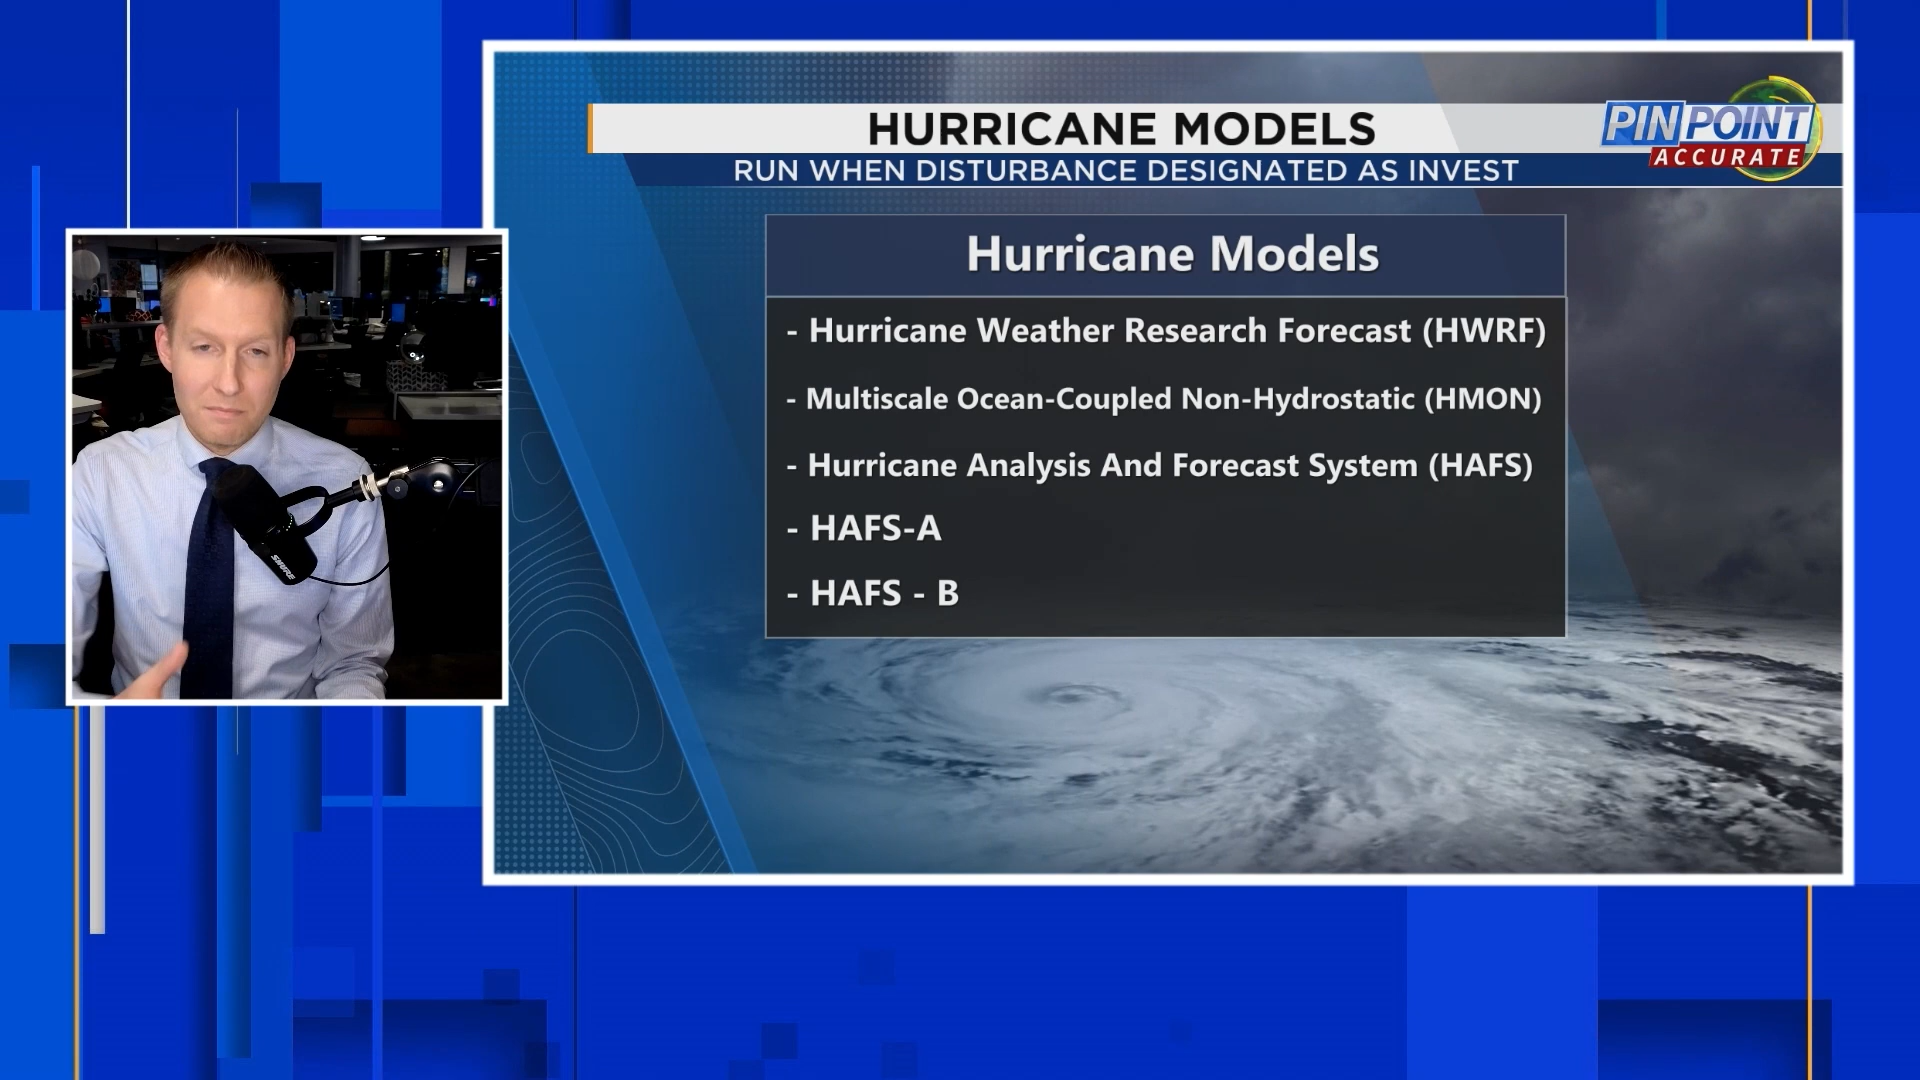 HURRICANE MODELS
RUN WHEN DISTURBANCE DESIGNATED AS INVEST
PINPOINT
ACCURATE
Hurricane Models
- Hurricane Weather Research Forecast (HWRF)
- Multiscale Ocean-Coupled Non-Hydrostatic (HMON)
- Hurricane Analysis And Forecast System (HAFS)
- HAFS-A
- HAFS - B
SHURE